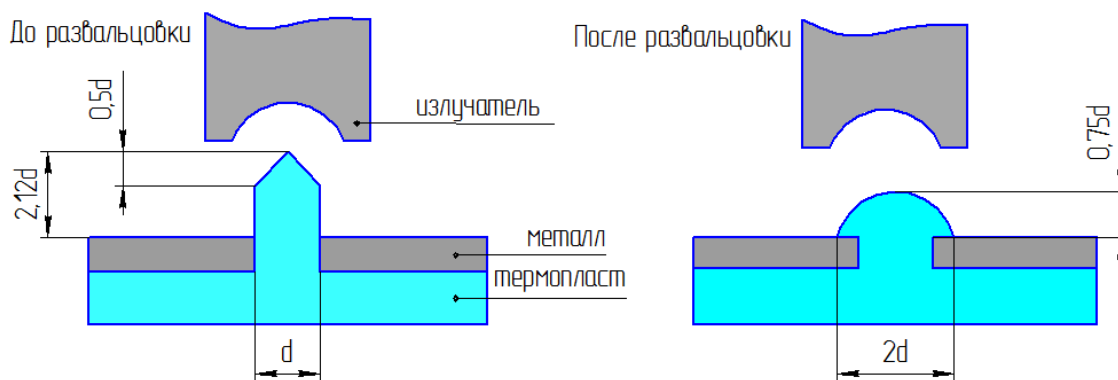 До развальцовки
После развальцовки
0,5d
излучатель
0,75d
2,12d
металл
термопласт
d
2d